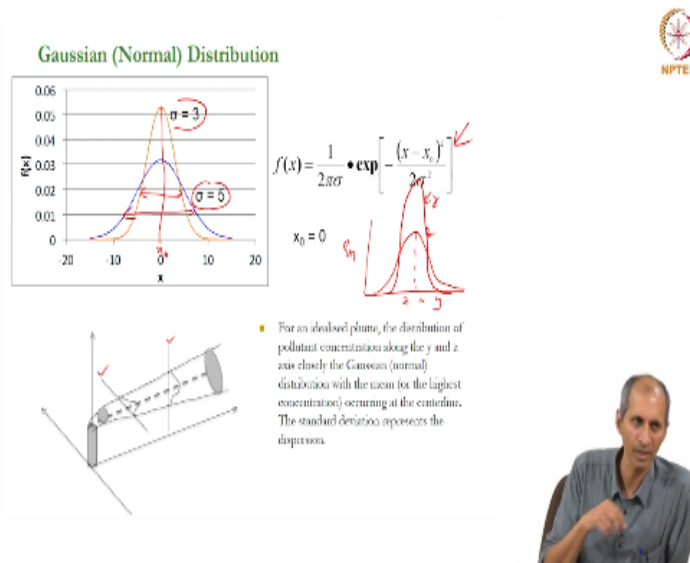 Gaussian (Normal) Distribution
NPTE
0.06
0.05
0.04
0.03
0.02
0.01
0
f(x)
σ = 3
σ = 5
-20 -10 0 10 20
x
f(x) = 1/2πσ • exp[-(x - x₀)²/2σ²]
x₀ = 0
For an idealised plume, the distribution of
pollutant concentration along the y and z
axis closely the Gaussian (normal)
distribution with the mean (or the highest
concentration) occurring at the centerline.
The standard deviation represents the
dispersion.